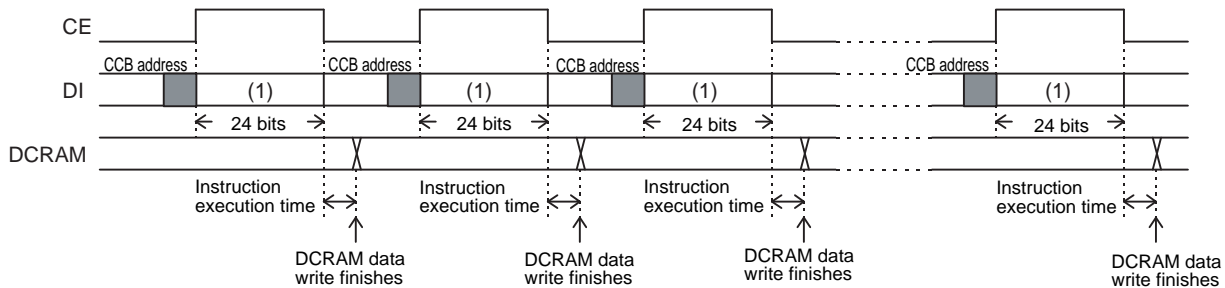 CE
CCB address CCB address CCB address CCB address
DI (1) (1) (1) (1)
24 bits 24 bits 24 bits 24 bits
DCRAM
Instruction execution time
Instruction execution time
Instruction execution time
Instruction execution time
DCRAM data write finishes
DCRAM data write finishes
DCRAM data write finishes
DCRAM data write finishes